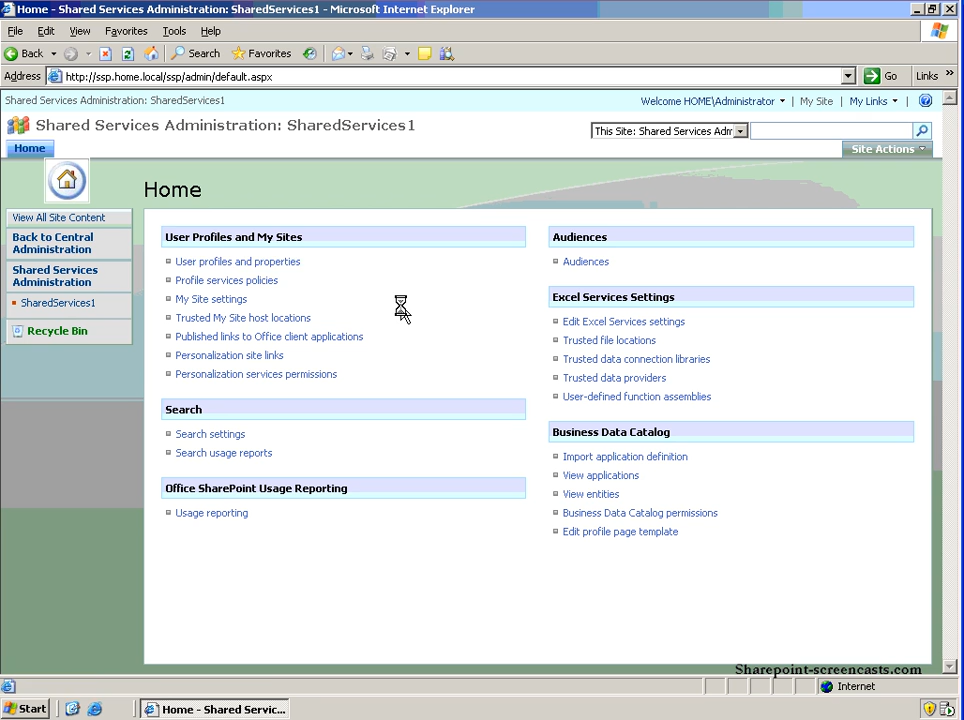 Home - Shared Services Administration: SharedServices1 - Microsoft Internet Explorer
File Edit View Favorites Tools Help
Back Search Favorites
Address http://ssp.home.local/ssp/admin/default.aspx Go Links »
Shared Services Administration: SharedServices1 Welcome HOME\Administrator | My Site | My Links |
Shared Services Administration: SharedServices1
This Site: Shared Services Adm
Home Site Actions
Home
View All Site Content
Back to Central
Administration
Shared Services
Administration
SharedServices1
Recycle Bin
User Profiles and My Sites
User profiles and properties
Profile services policies
My Site settings
Trusted My Site host locations
Published links to Office client applications
Personalization site links
Personalization services permissions
Search
Search settings
Search usage reports
Office SharePoint Usage Reporting
Usage reporting
Audiences
Audiences
Excel Services Settings
Edit Excel Services settings
Trusted file locations
Trusted data connection libraries
Trusted data providers
User-defined function assemblies
Business Data Catalog
Import application definition
View applications
View entities
Business Data Catalog permissions
Edit profile page template
Sharepoint-screencasts.com
Internet
Start Home - Shared Servic...